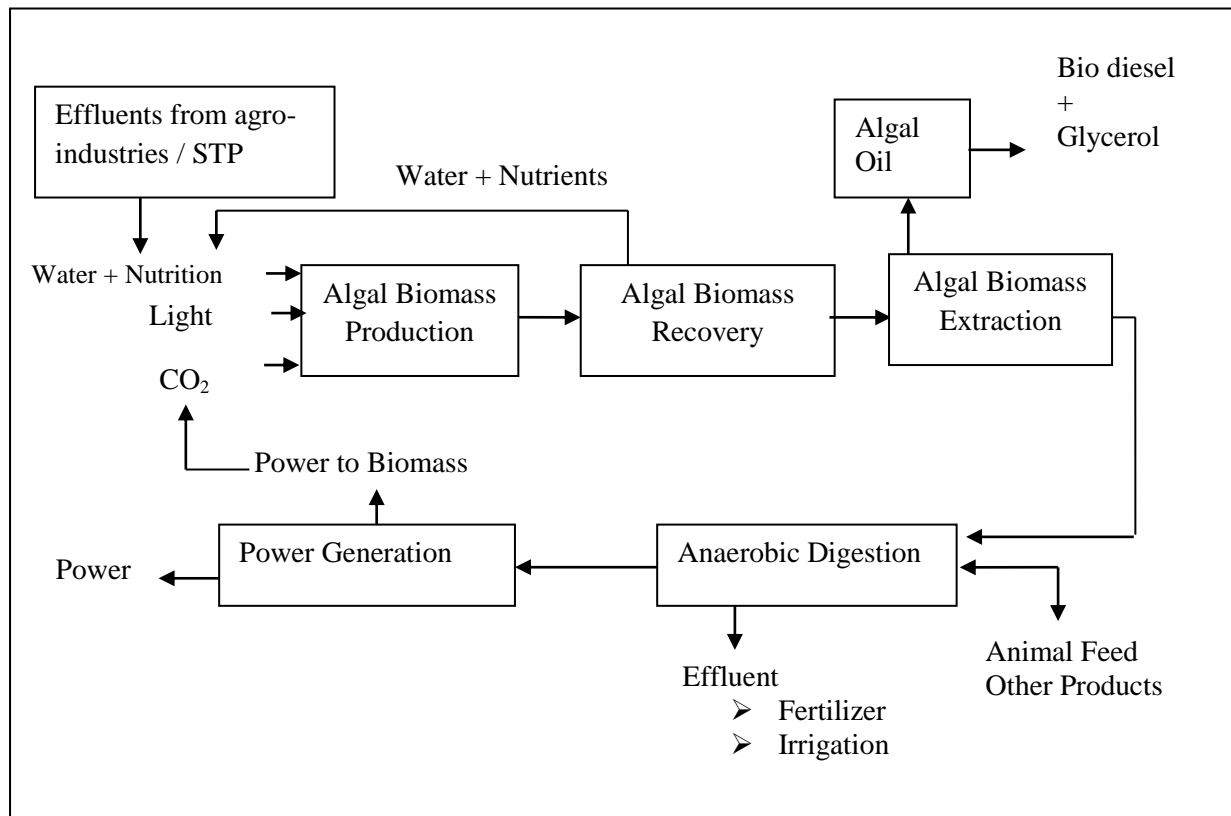 Effluents from agro-
industries / STP
Algal
Oil
Bio diesel
+
Glycerol
Water + Nutrients
Water + Nutrition
Light
CO₂
Algal Biomass
Production
Algal Biomass
Recovery
Algal Biomass
Extraction
Power to Biomass
Power
Power Generation
Anaerobic Digestion
Effluent
➢ Fertilizer
➢ Irrigation
Animal Feed
Other Products